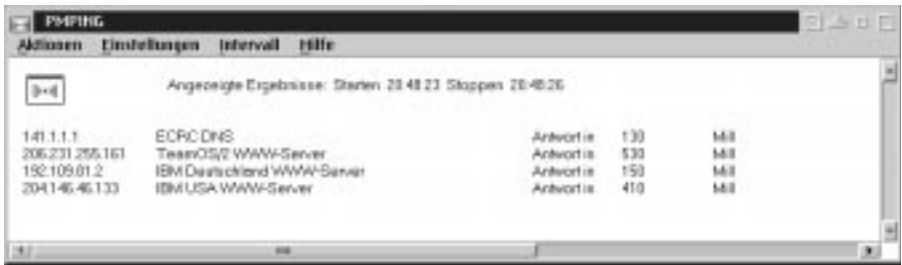 PMPING
Aktionen Einstellungen Intervall Hilfe
Angezeigte Ergebnisse: Starten 20:48:23 Stoppen 20:48:26
141.1.1.1 ECRC DNS Antwort in 130 Mill
206.231.255.161 TeamOS/2 WWW-Server Antwort in 530 Mill
192.109.81.2 IBM Deutschland WWW-Server Antwort in 150 Mill
204.146.46.133 IBM USA WWW-Server Antwort in 410 Mill